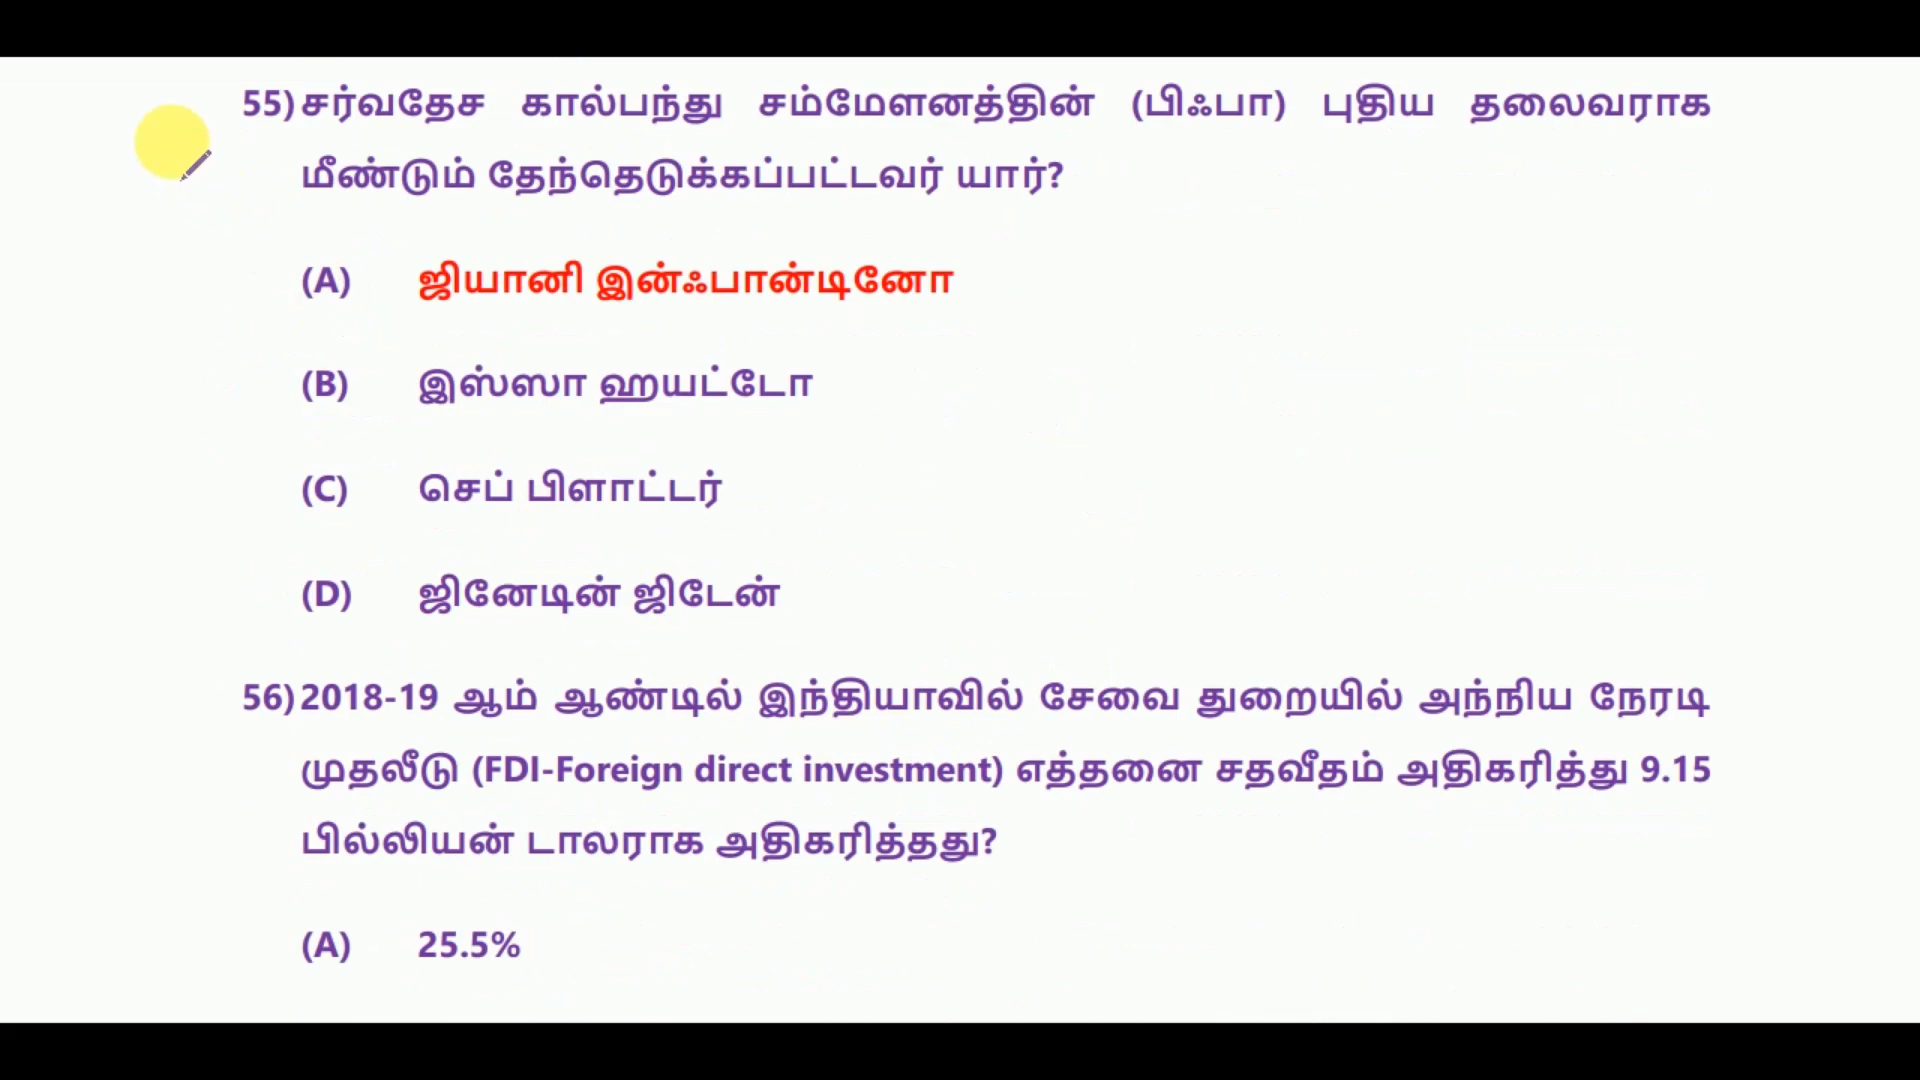 55) சர்வதேச கால்பந்து சம்மேளனத்தின் (பிஃபா) புதிய தலைவராக
மீண்டும் தேந்தெடுக்கப்பட்டவர் யார்?
(A) ஜியானி இன்ஃபான்டினோ
(B) இஸ்ஸா ஹயட்டோ
(C) செப் பிளாட்டர்
(D) ஜினேடின் ஜிடேன்
56) 2018-19 ஆம் ஆண்டில் இந்தியாவில் சேவை துறையில் அந்நிய நேரடி
முதலீடு (FDI-Foreign direct investment) எத்தனை சதவீதம் அதிகரித்து 9.15
பில்லியன் டாலராக அதிகரித்தது?
(A) 25.5%